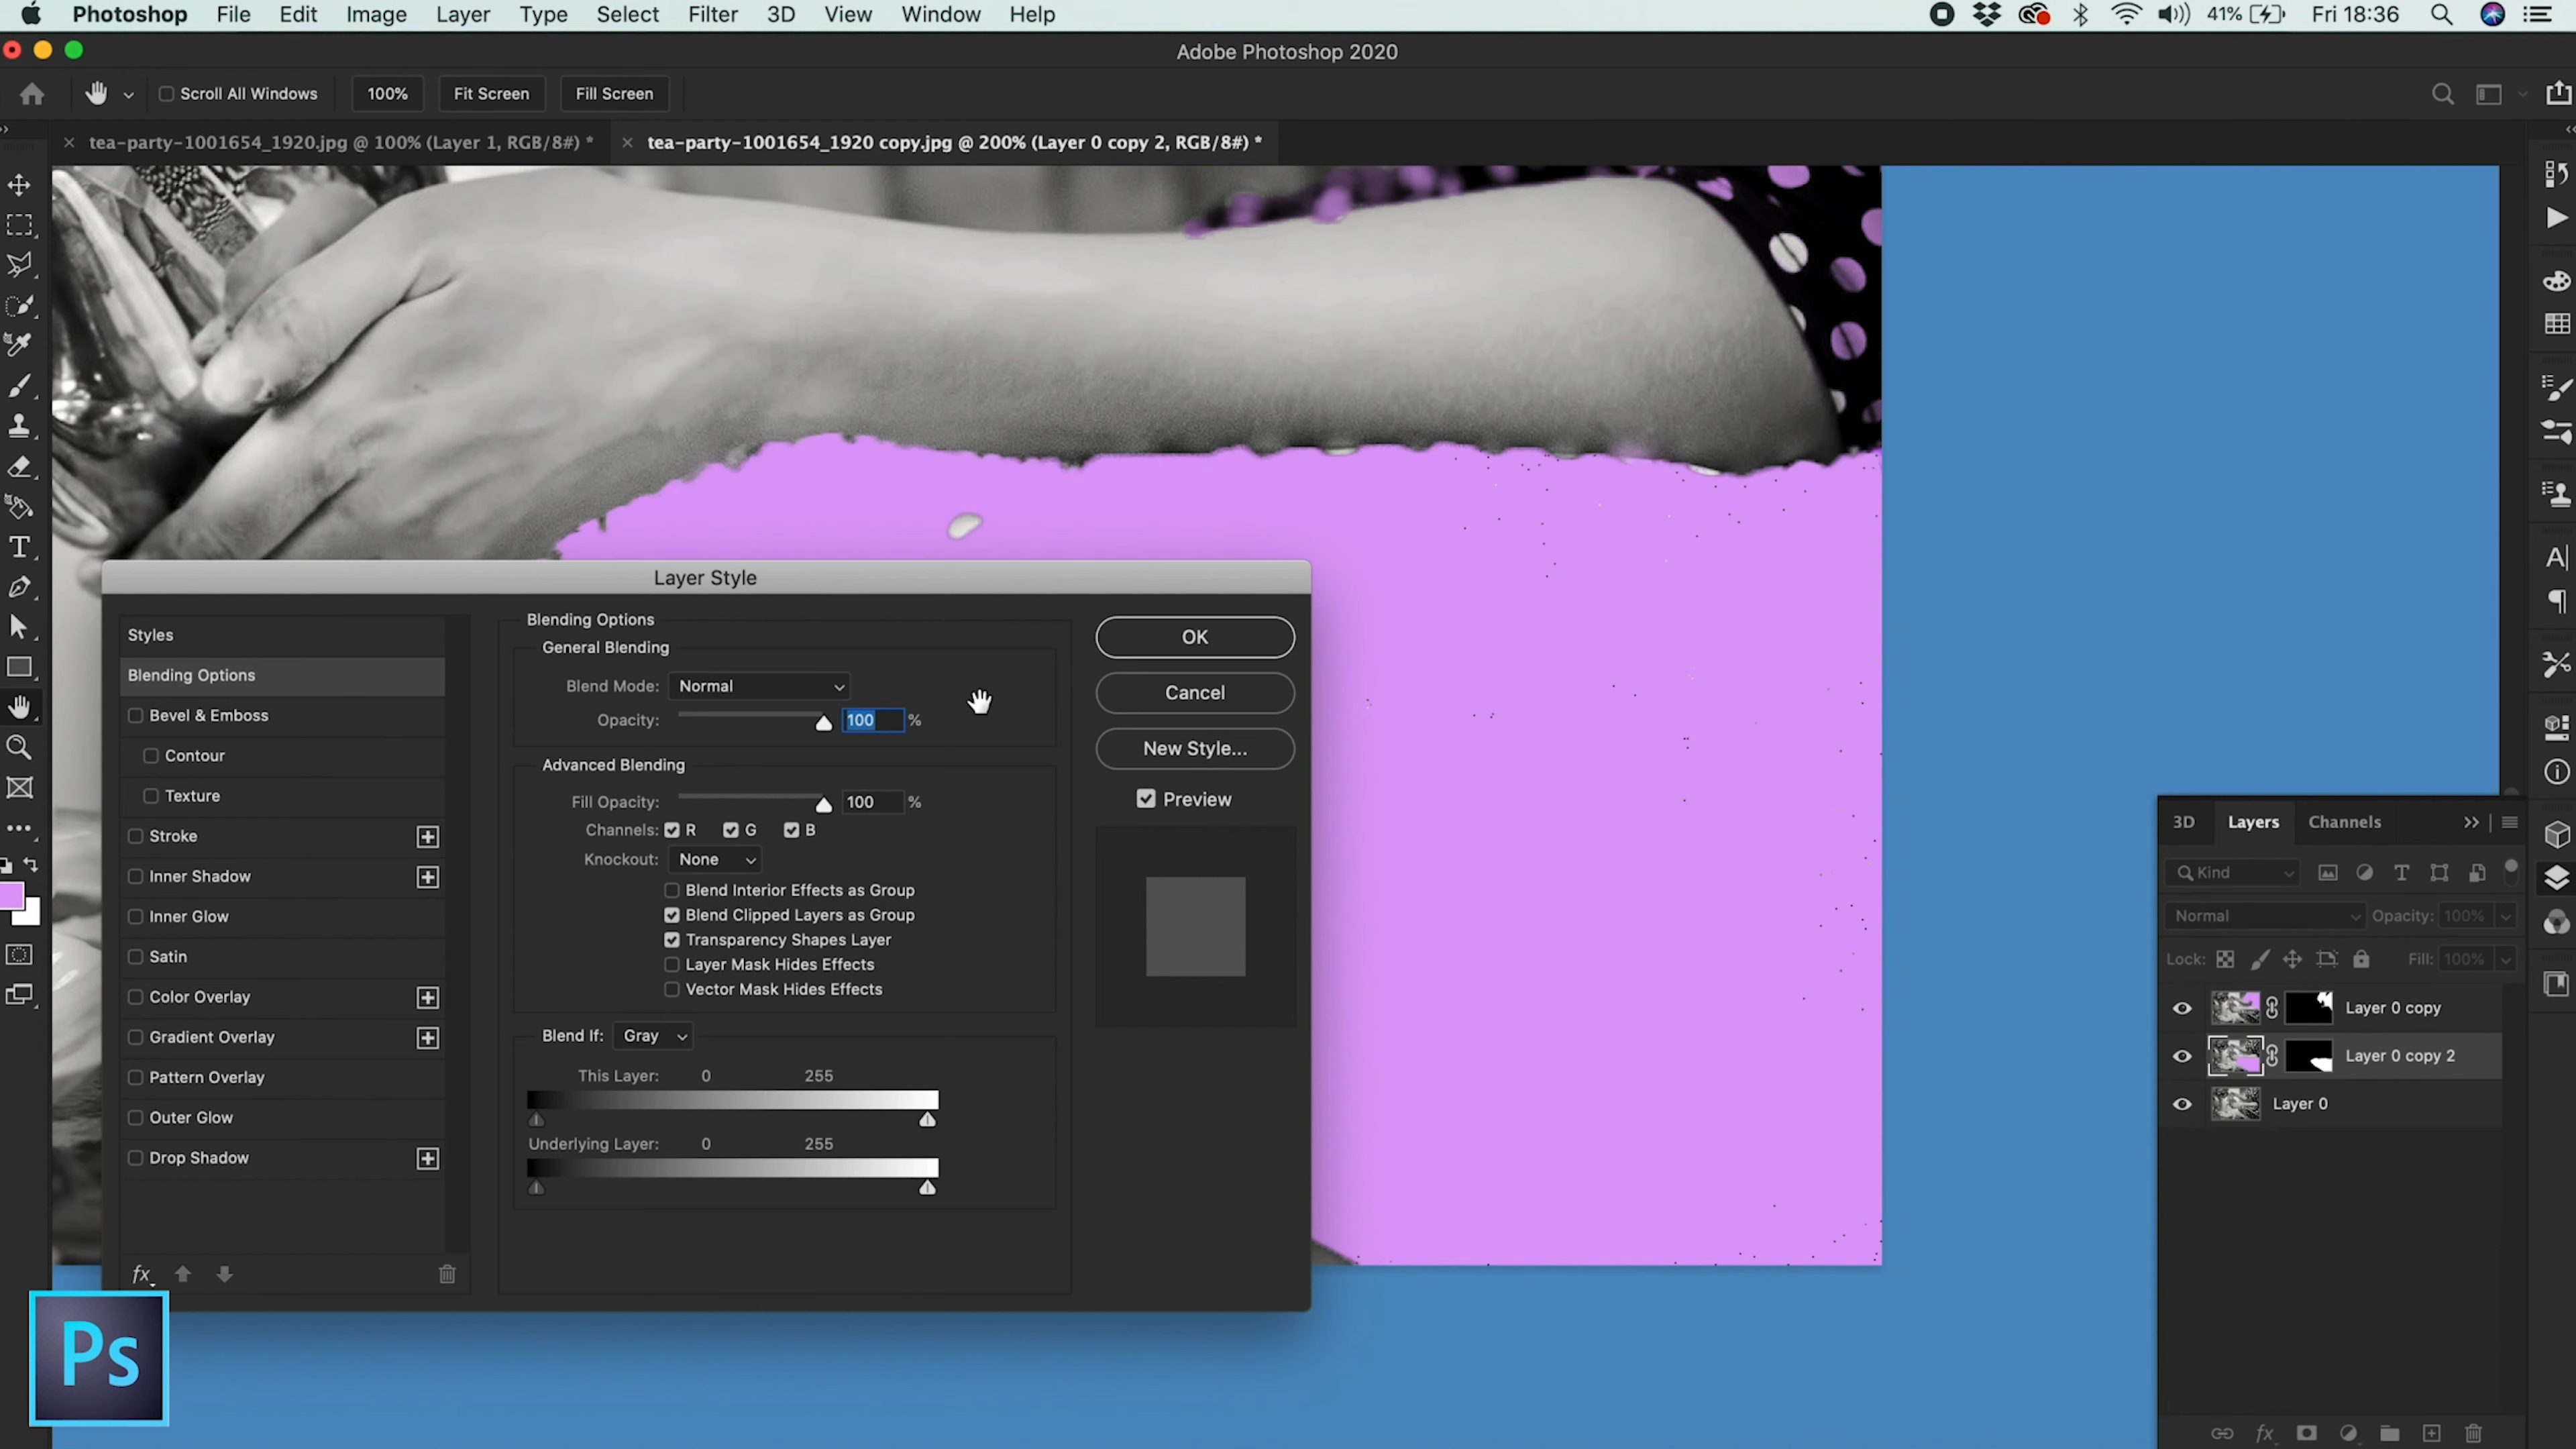 Photoshop File Edit Image Layer Type Select Filter 3D View Window Help 41% Fri 18:36
Adobe Photoshop 2020
Scroll All Windows 100% Fit Screen Fill Screen
tea-party-1001654_1920.jpg @ 100% (Layer 1, RGB/8#) * tea-party-1001654_1920 copy.jpg @ 200% (Layer 0 copy 2, RGB/8#) *
Layer Style
Styles
Blending Options
Bevel & Emboss
Contour
Texture
Stroke
Inner Shadow
Inner Glow
Satin
Color Overlay
Gradient Overlay
Pattern Overlay
Outer Glow
Drop Shadow
fx
Blending Options
General Blending
Blend Mode: Normal
Opacity: 100 %
Advanced Blending
Fill Opacity: 100 %
Channels: R G B
Knockout: None
Blend Interior Effects as Group
Blend Clipped Layers as Group
Transparency Shapes Layer
Layer Mask Hides Effects
Vector Mask Hides Effects
Blend If: Gray
This Layer: 0 255
Underlying Layer: 0 255
OK
Cancel
New Style...
Preview
3D Layers Channels
Kind
Normal Opacity: 100%
Lock: Fill: 100%
Layer 0 copy
Layer 0 copy 2
Layer 0
fx
Ps